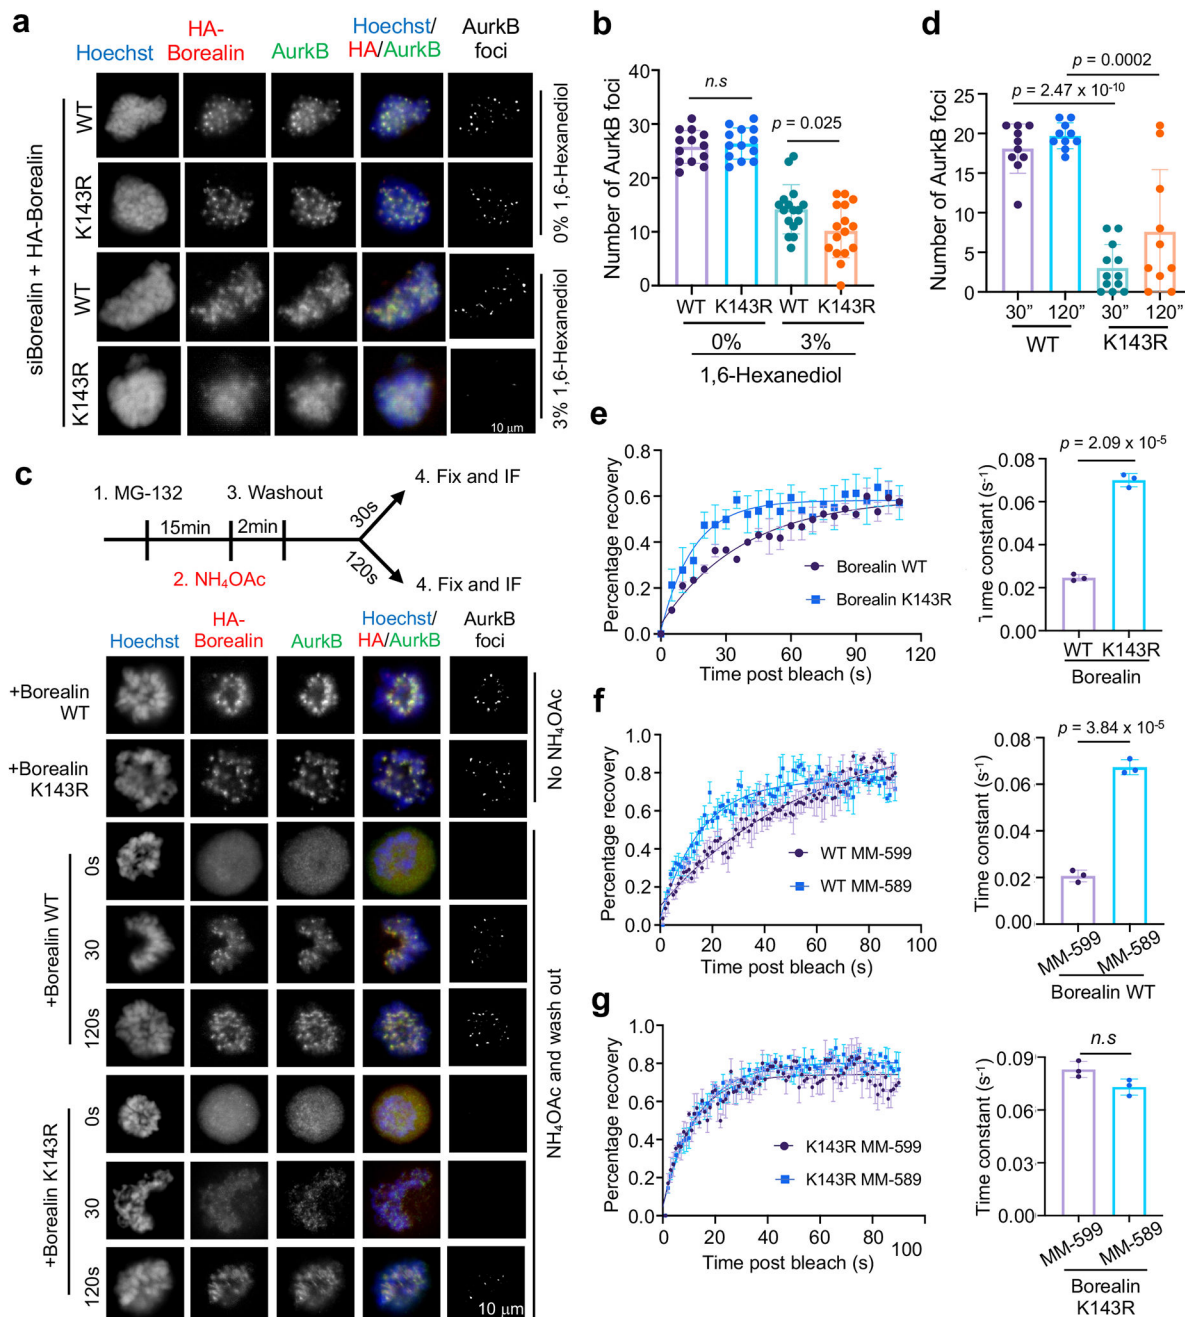 a
Hoechst
HA-
Borealin
AurkB
Hoechst/
HA/AurkB
AurkB
foci
siBorealin + HA-Borealin
WT
K143R
WT
K143R
0% 1,6-Hexanediol
3% 1,6-Hexanediol
10 μm
b
Number of AurkB foci
40
30
20
10
0
n.s
p = 0.025
WT
K143R
WT
K143R
0%
3%
1,6-Hexanediol
d
Number of AurkB foci
25
20
15
10
5
0
p = 0.0002
p = 2.47 x 10-10
30”
120”
30”
120”
WT
K143R
c
1. MG-132
3. Washout
15min
2min
2. NH4OAc
30s
120s
4. Fix and IF
4. Fix and IF
Hoechst
HA-
Borealin
AurkB
Hoechst/
HA/AurkB
AurkB
foci
+Borealin
WT
+Borealin
K143R
No NH4OAc
+Borealin WT
0s
30
120s
+Borealin K143R
0s
30
120s
NH4OAc and wash out
10 μm
e
Percentage recovery
0.8
0.6
0.4
0.2
0.0
0
30
60
90
120
Time post bleach (s)
Borealin WT
Borealin K143R
p = 2.09 x 10-5
Time constant (s-1)
0.08
0.06
0.04
0.02
0.00
WT
K143R
Borealin
f
Percentage recovery
1.0
0.8
0.6
0.4
0.2
0
0
20
40
60
80
100
Time post bleach (s)
WT MM-599
WT MM-589
p = 3.84 x 10-5
Time constant (s-1)
0.08
0.06
0.04
0.02
0.00
MM-599
MM-589
Borealin WT
g
Percentage recovery
1.0
0.8
0.6
0.4
0.2
0.0
0
20
40
60
80
100
Time post bleach (s)
K143R MM-599
K143R MM-589
n.s
Time constant (s-1)
0.09
0.06
0.03
0.00
MM-599
MM-589
Borealin
K143R